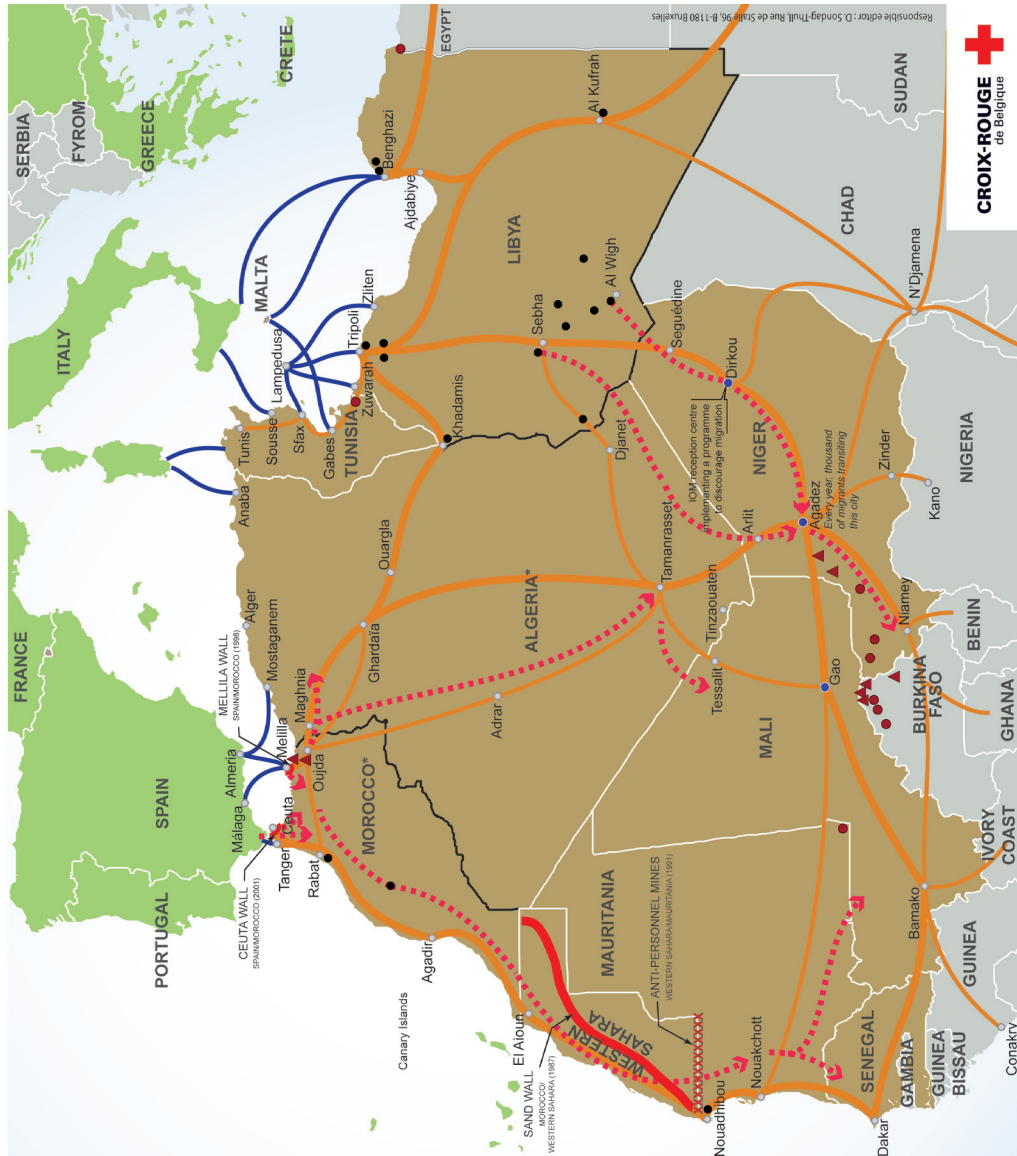 PORTUGAL
SPAIN
FRANCE
ITALY
SERBIA
FYROM
GREECE
CRETE
MALTA
Málaga
Almeria
MELLILA WALL
SPAIN/MOROCCO (1998)
CEUTA WALL
SPAIN/MOROCCO (2001)
Tanger
Ceuta
Melilla
Rabat
Oujda
Maghnia
Mostaganem
Alger
Anaba
Tunis
Sousse
Sfax
Gabes
TUNISIA
Lampedusa
Zuwarah
Tripoli
Zliten
Benghazi
Ajdabiye
EGYPT
Canary Islands
Agadir
MOROCCO*
Ghardaïa
Ouargla
Khadamis
LIBYA
El Aioun
SAND WALL
MOROCCO/
WESTERN SAHARA (1987)
WESTERN
SAHARA
Adrar
ALGERIA*
Djanet
Sebha
Al Wigh
Al Kufrah
MAURITANIA
ANTI-PERSONNEL MINES
WESTERN SAHARA/MAURITANIA (1991)
Tamanrasset
Tinzaouaten
Tessalit
Seguédine
Dirkou
IOM reception centre
implementing a programme
to discourage migration
NIGER
Arlit
Agadez
Every year, thousand
of migrants transiting
this city
Nouadhibou
Nouakchott
MALI
Gao
CHAD
SUDAN
Dakar
SENEGAL
GAMBIA
GUINEA
BISSAU
Bamako
Niamey
Zinder
Kano
N'Djamena
Conakry
GUINEA
IVORY
COAST
BURKINA
FASO
GHANA
BENIN
NIGERIA
Responsible editor : D.Sondag-Thull, Rue de Stalle 96, B-1180 Bruxelles
CROIX-ROUGE
de Belgique